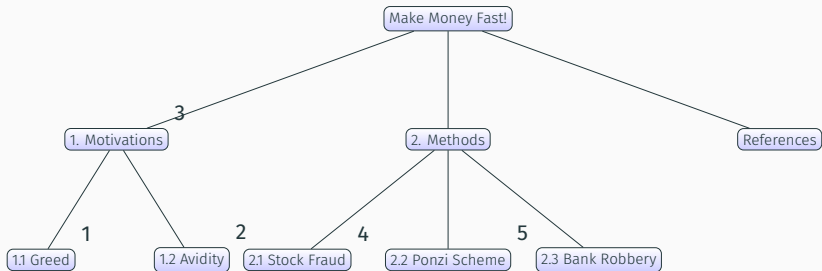 Make Money Fast!
3
1. Motivations
2. Methods
References
1
2
4
5
1.1 Greed
1.2 Avidity
2.1 Stock Fraud
2.2 Ponzi Scheme
2.3 Bank Robbery